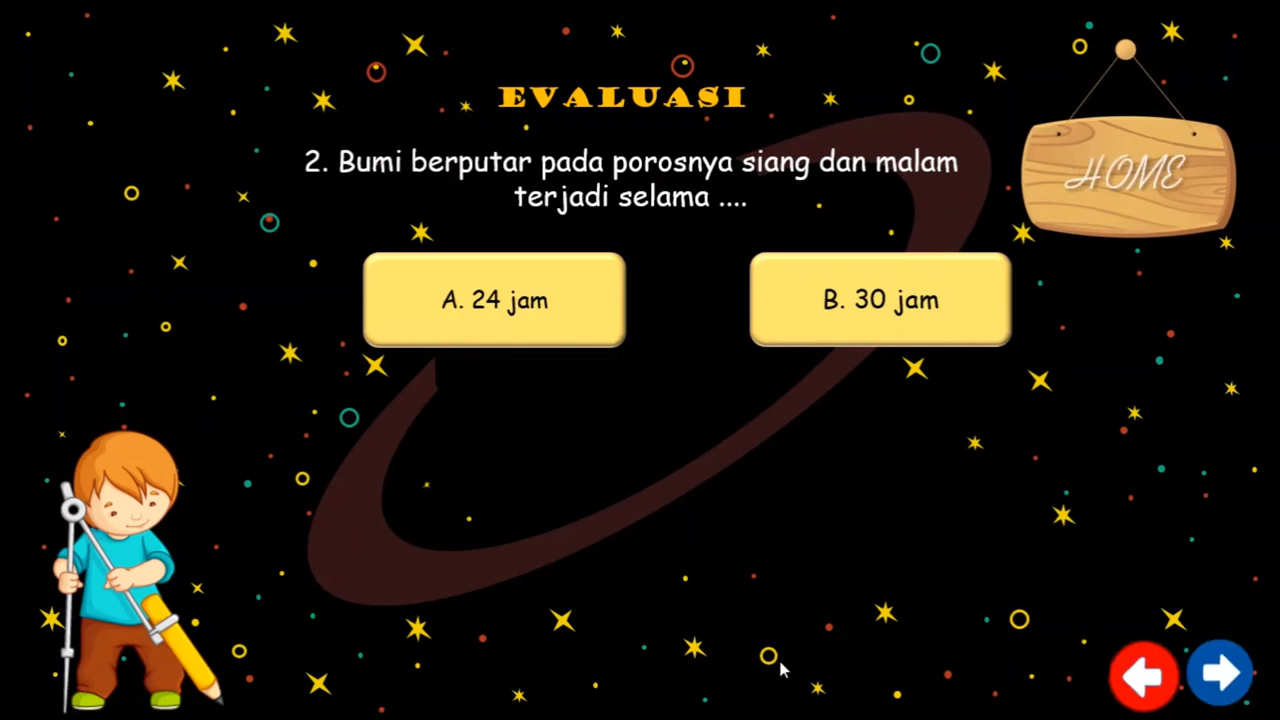 EVALUASI
2. Bumi berputar pada porosnya siang dan malam
terjadi selama ....
HOME
A. 24 jam
B. 30 jam